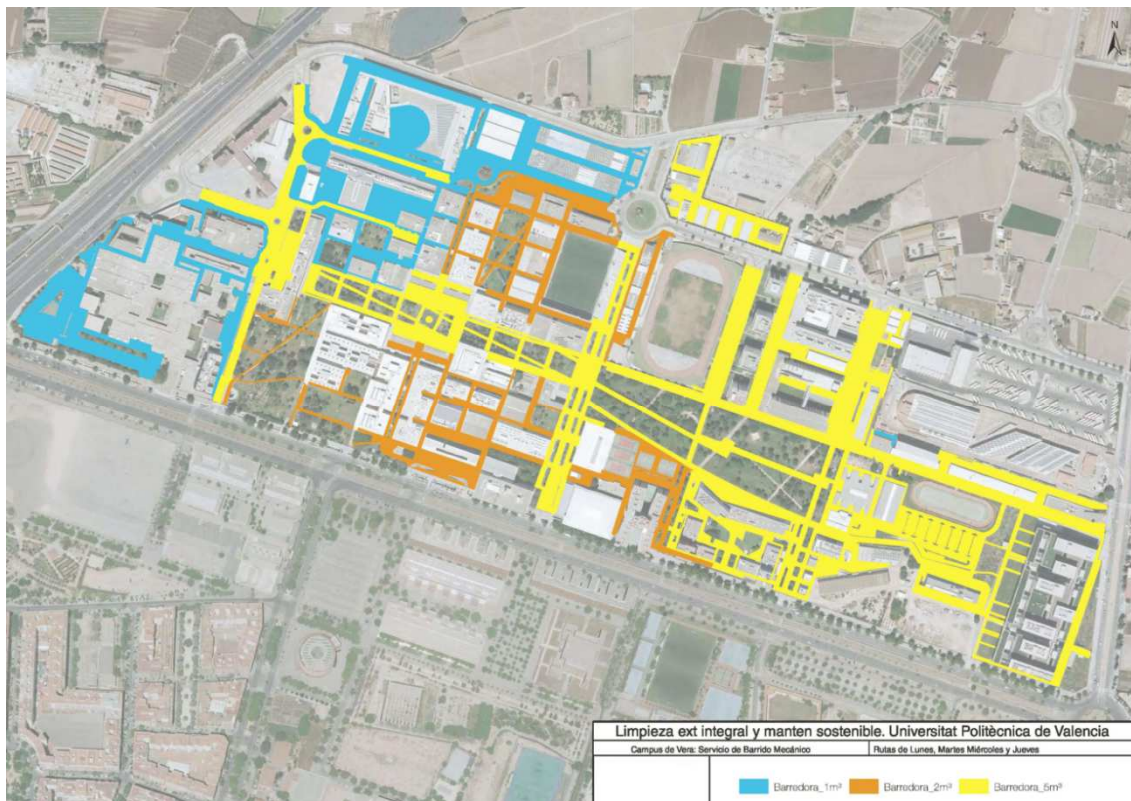 N
Limpieza ext integral y manten sostenible. Universitat Politècnica de Valencia
Campus de Vera: Servicio de Barrido Mecánico
Rutas de Lunes, Martes Miércoles y Jueves
Barredora_1m³
Barredora_2m³
Barredora_5m³